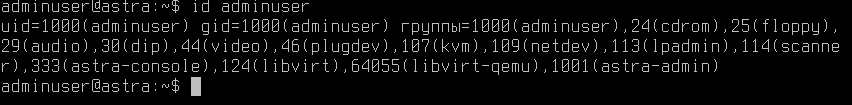 adminuser@astra:~$ id adminuser
uid=1000(adminuser) gid=1000(adminuser) группы=1000(adminuser),24(cdrom),25(floppy),
29(audio),30(dip),44(video),46(plugdev),107(kvm),109(netdev),113(lpadmin),114(scanne
r),333(astra-console),124(libvirt),64055(libvirt-qemu),1001(astra-admin)
adminuser@astra:~$